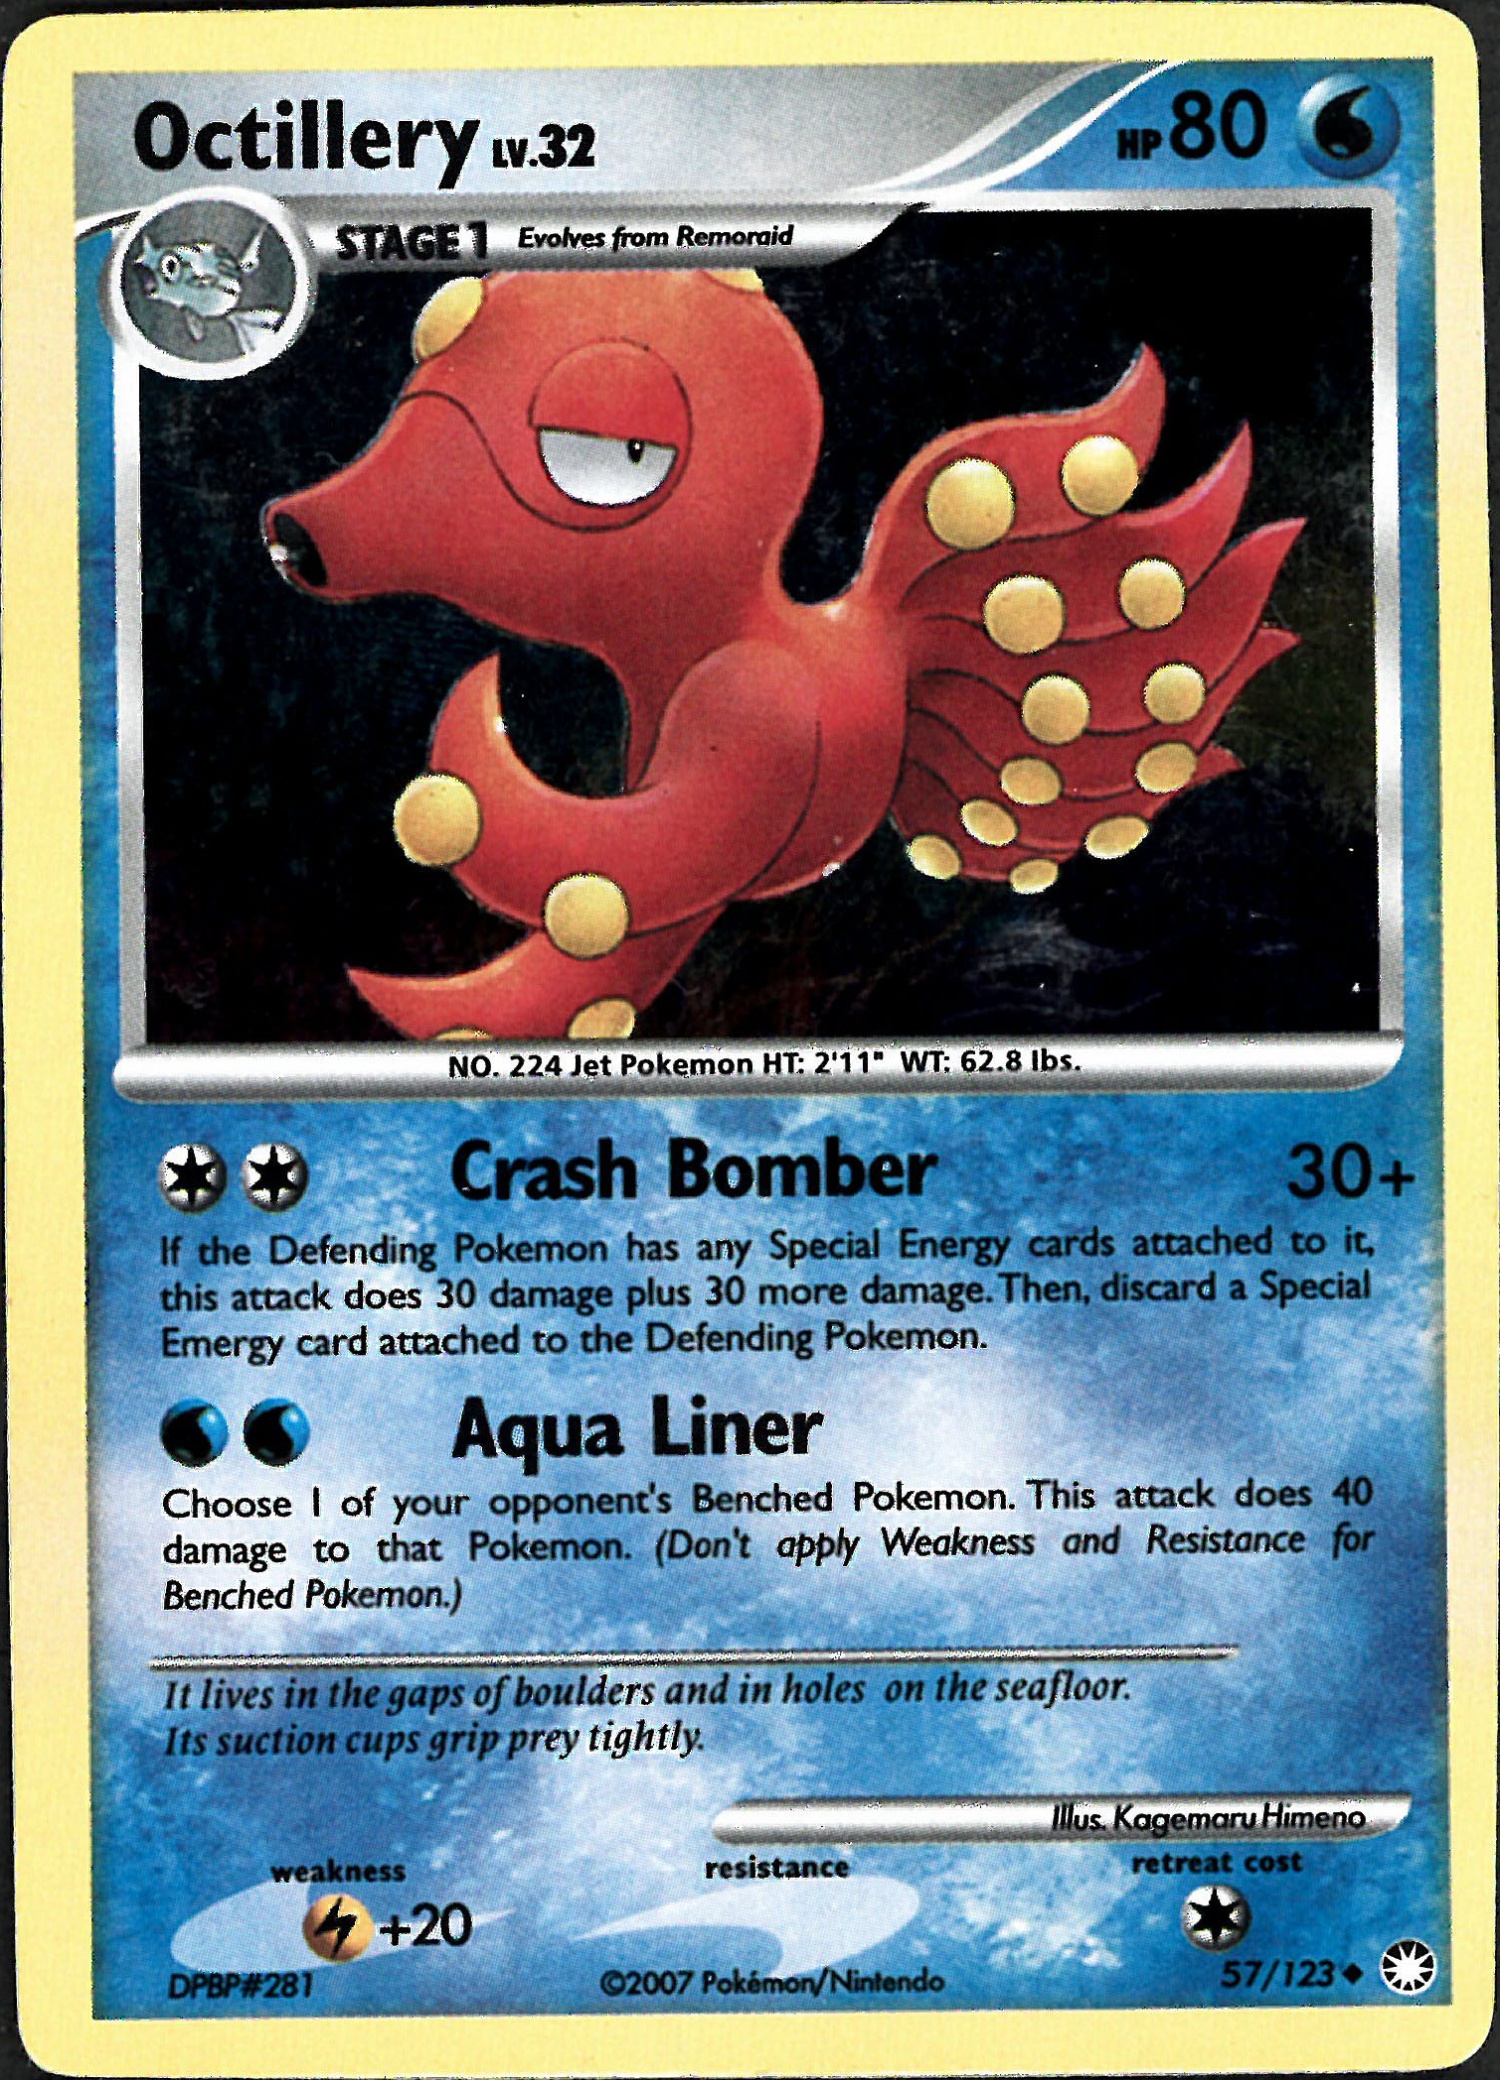 Octillery LV.32
HP 80
STAGE 1 Evolves from Remoraid
NO. 224 Jet Pokemon HT: 2'11" WT: 62.8 lbs.
Crash Bomber 30+
If the Defending Pokemon has any Special Energy cards attached to it,
this attack does 30 damage plus 30 more damage. Then, discard a Special
Emergy card attached to the Defending Pokemon.
Aqua Liner
Choose 1 of your opponent's Benched Pokemon. This attack does 40
damage to that Pokemon. (Don't apply Weakness and Resistance for
Benched Pokemon.)
It lives in the gaps of boulders and in holes on the seafloor.
Its suction cups grip prey tightly.
Illus. Kagemaru Himeno
weakness resistance retreat cost
+20
DPBP#281 ©2007 Pokémon/Nintendo 57/123